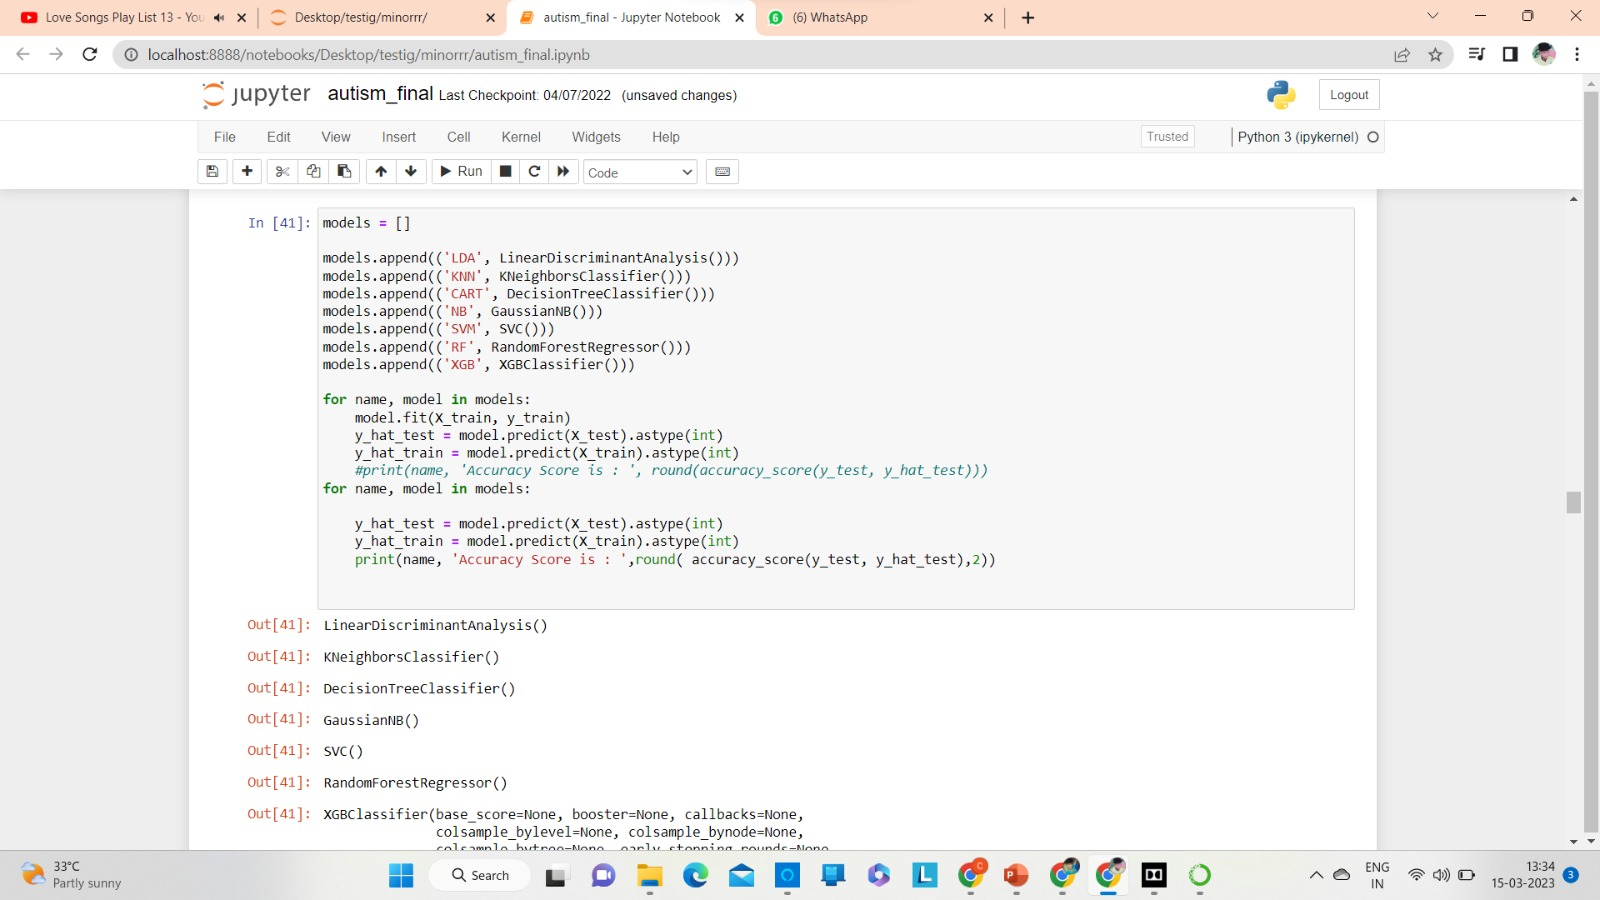 Love Songs Play List 13 - You
Desktop/testig/minorrr/
autism_final - Jupyter Notebook
(6) WhatsApp
localhost:8888/notebooks/Desktop/testig/minorrr/autism_final.ipynb
jupyter autism_final Last Checkpoint: 04/07/2022 (unsaved changes)
Logout
File Edit View Insert Cell Kernel Widgets Help
Trusted
Python 3 (ipykernel)
Run
Code
In [41]: models = []
models.append(('LDA', LinearDiscriminantAnalysis()))
models.append(('KNN', KNeighborsClassifier()))
models.append(('CART', DecisionTreeClassifier()))
models.append(('NB', GaussianNB()))
models.append(('SVM', SVC()))
models.append(('RF', RandomForestRegressor()))
models.append(('XGB', XGBClassifier()))
for name, model in models:
    model.fit(X_train, y_train)
    y_hat_test = model.predict(X_test).astype(int)
    y_hat_train = model.predict(X_train).astype(int)
    #print(name, 'Accuracy Score is : ', round(accuracy_score(y_test, y_hat_test)))
for name, model in models:
    y_hat_test = model.predict(X_test).astype(int)
    y_hat_train = model.predict(X_train).astype(int)
    print(name, 'Accuracy Score is : ',round( accuracy_score(y_test, y_hat_test),2))
Out[41]: LinearDiscriminantAnalysis()
Out[41]: KNeighborsClassifier()
Out[41]: DecisionTreeClassifier()
Out[41]: GaussianNB()
Out[41]: SVC()
Out[41]: RandomForestRegressor()
Out[41]: XGBClassifier(base_score=None, booster=None, callbacks=None,
colsample_bylevel=None, colsample_bynode=None,
colsample_bytree=None, early_stopping_rounds=None,
33°C
Partly sunny
Search
ENG
IN
13:34
15-03-2023
3